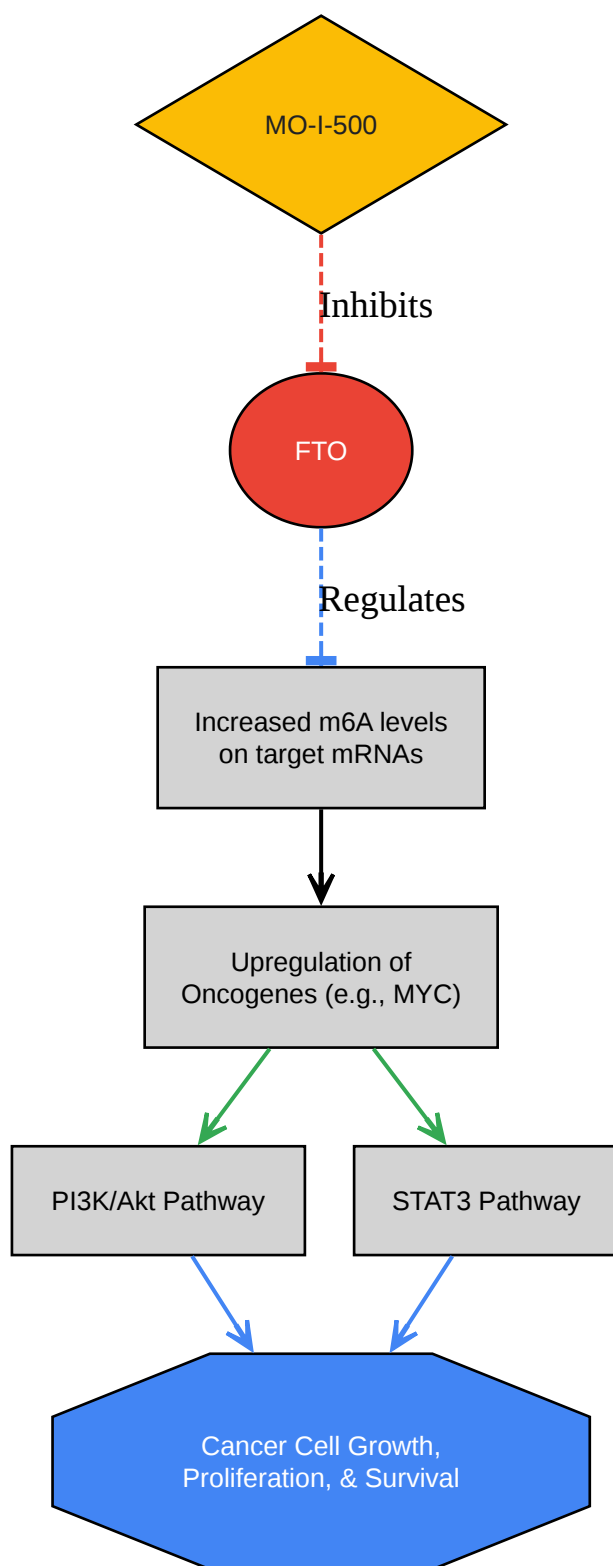 MO-I-500
Inhibits
FTO
Regulates
Increased m6A levels
on target mRNAs
Upregulation of
Oncogenes (e.g., MYC)
PI3K/Akt Pathway
STAT3 Pathway
Cancer Cell Growth,
Proliferation, & Survival